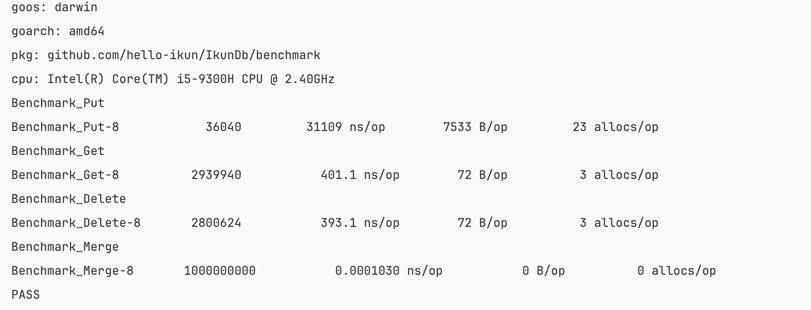 goos: darwin
goarch: amd64
pkg: github.com/hello-ikun/IkunDb/benchmark
cpu: Intel(R) Core(TM) i5-9300H CPU @ 2.40GHz
Benchmark_Put
Benchmark_Put-8 36040 31109 ns/op 7533 B/op 23 allocs/op
Benchmark_Get
Benchmark_Get-8 2939940 401.1 ns/op 72 B/op 3 allocs/op
Benchmark_Delete
Benchmark_Delete-8 2800624 393.1 ns/op 72 B/op 3 allocs/op
Benchmark_Merge
Benchmark_Merge-8 1000000000 0.0001030 ns/op 0 B/op 0 allocs/op
PASS